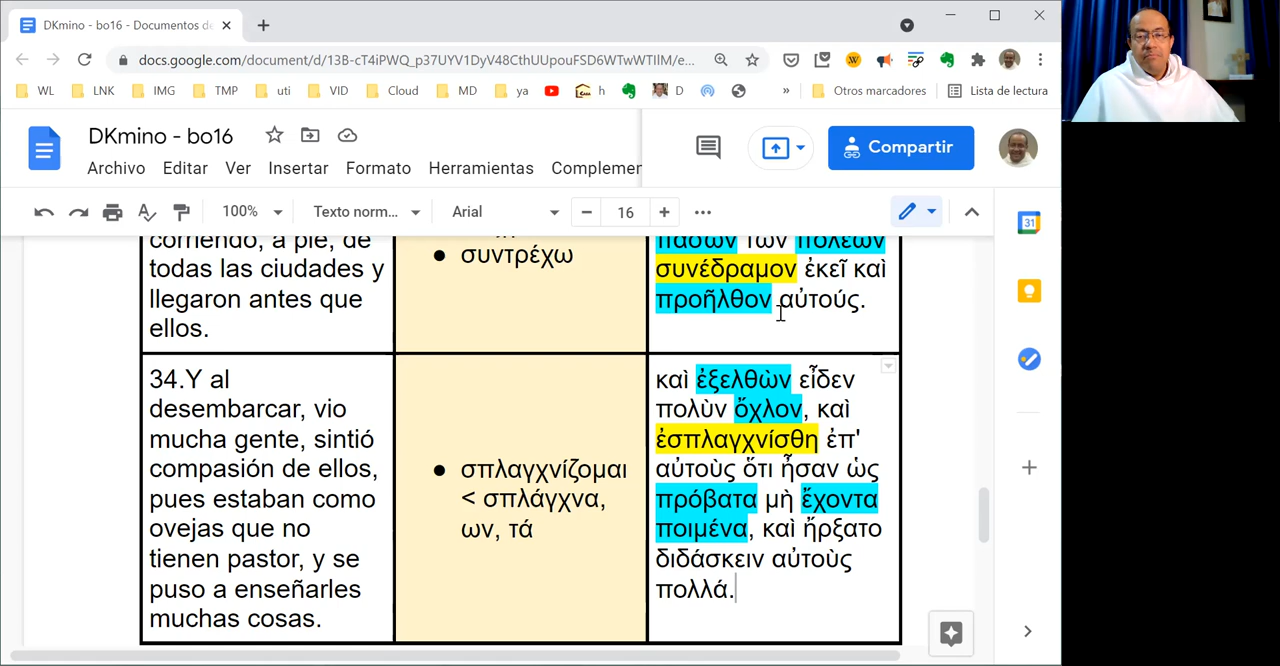 DKmino - bo16 - Documentos de
docs.google.com/document/d/13B-cT4iPWQ_p37UYV1DyV48CthUUpouFSD6WTwWTIlM/e...
WL LNK IMG TMP uti VID Cloud MD ya h D » Otros marcadores Lista de lectura
DKmino - bo16
Compartir
Archivo Editar Ver Insertar Formato Herramientas Complemen
100% Texto norm... Arial 16
31
corriendo, a pie, de
todas las ciudades y
llegaron antes que
ellos.
συντρέχω
πασῶν τῶν πόλεων
συνέδραμον ἐκεῖ καὶ
προῆλθον αὐτούς.
34.Y al
desembarcar, vio
mucha gente, sintió
compasión de ellos,
pues estaban como
ovejas que no
tienen pastor, y se
puso a enseñarles
muchas cosas.
σπλαγχνίζομαι
< σπλάγχνα,
ων, τά
καὶ ἐξελθὼν εἶδεν
πολὺν ὄχλον, καὶ
ἐσπλαγχνίσθη ἐπ'
αὐτοὺς ὅτι ἦσαν ὡς
πρόβατα μὴ ἔχοντα
ποιμένα, καὶ ἤρξατο
διδάσκειν αὐτοὺς
πολλά.